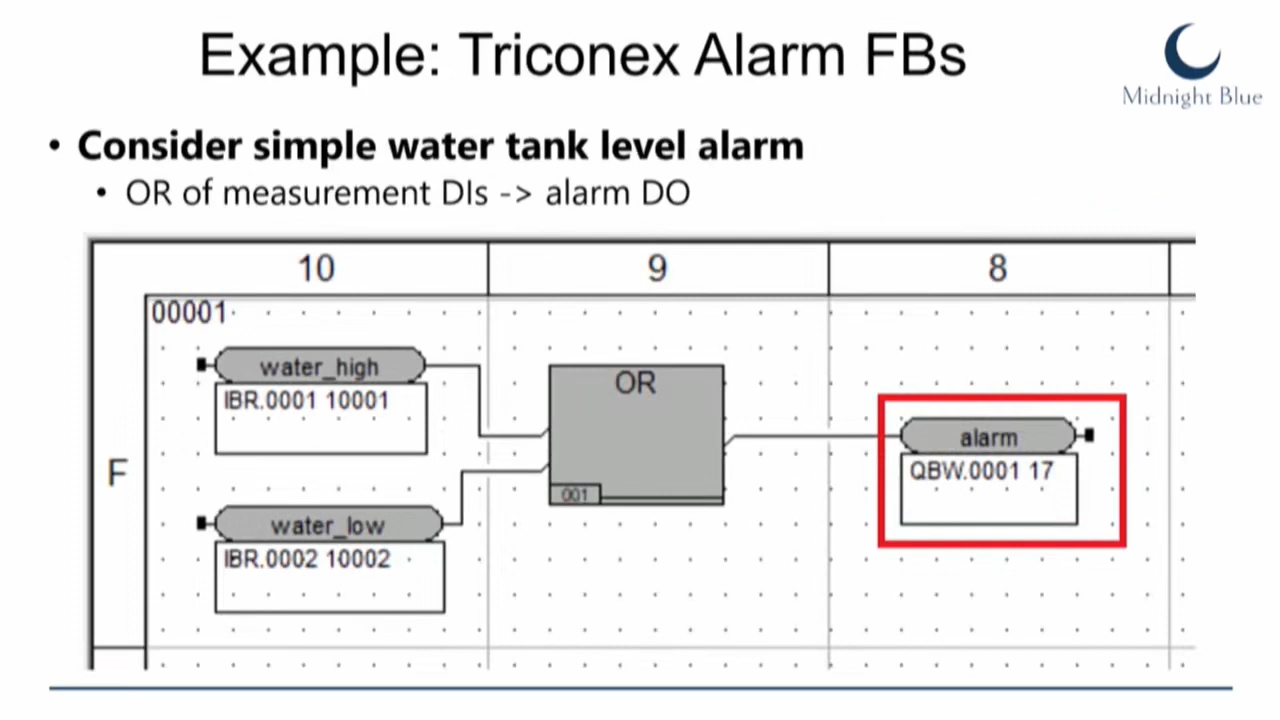 Example: Triconex Alarm FBs
Midnight Blue
• Consider simple water tank level alarm
• OR of measurement DIs -> alarm DO
10 9 8
00001
water_high
IBR.0001 10001
OR
alarm
QBW.0001 17
F
001
water_low
IBR.0002 10002